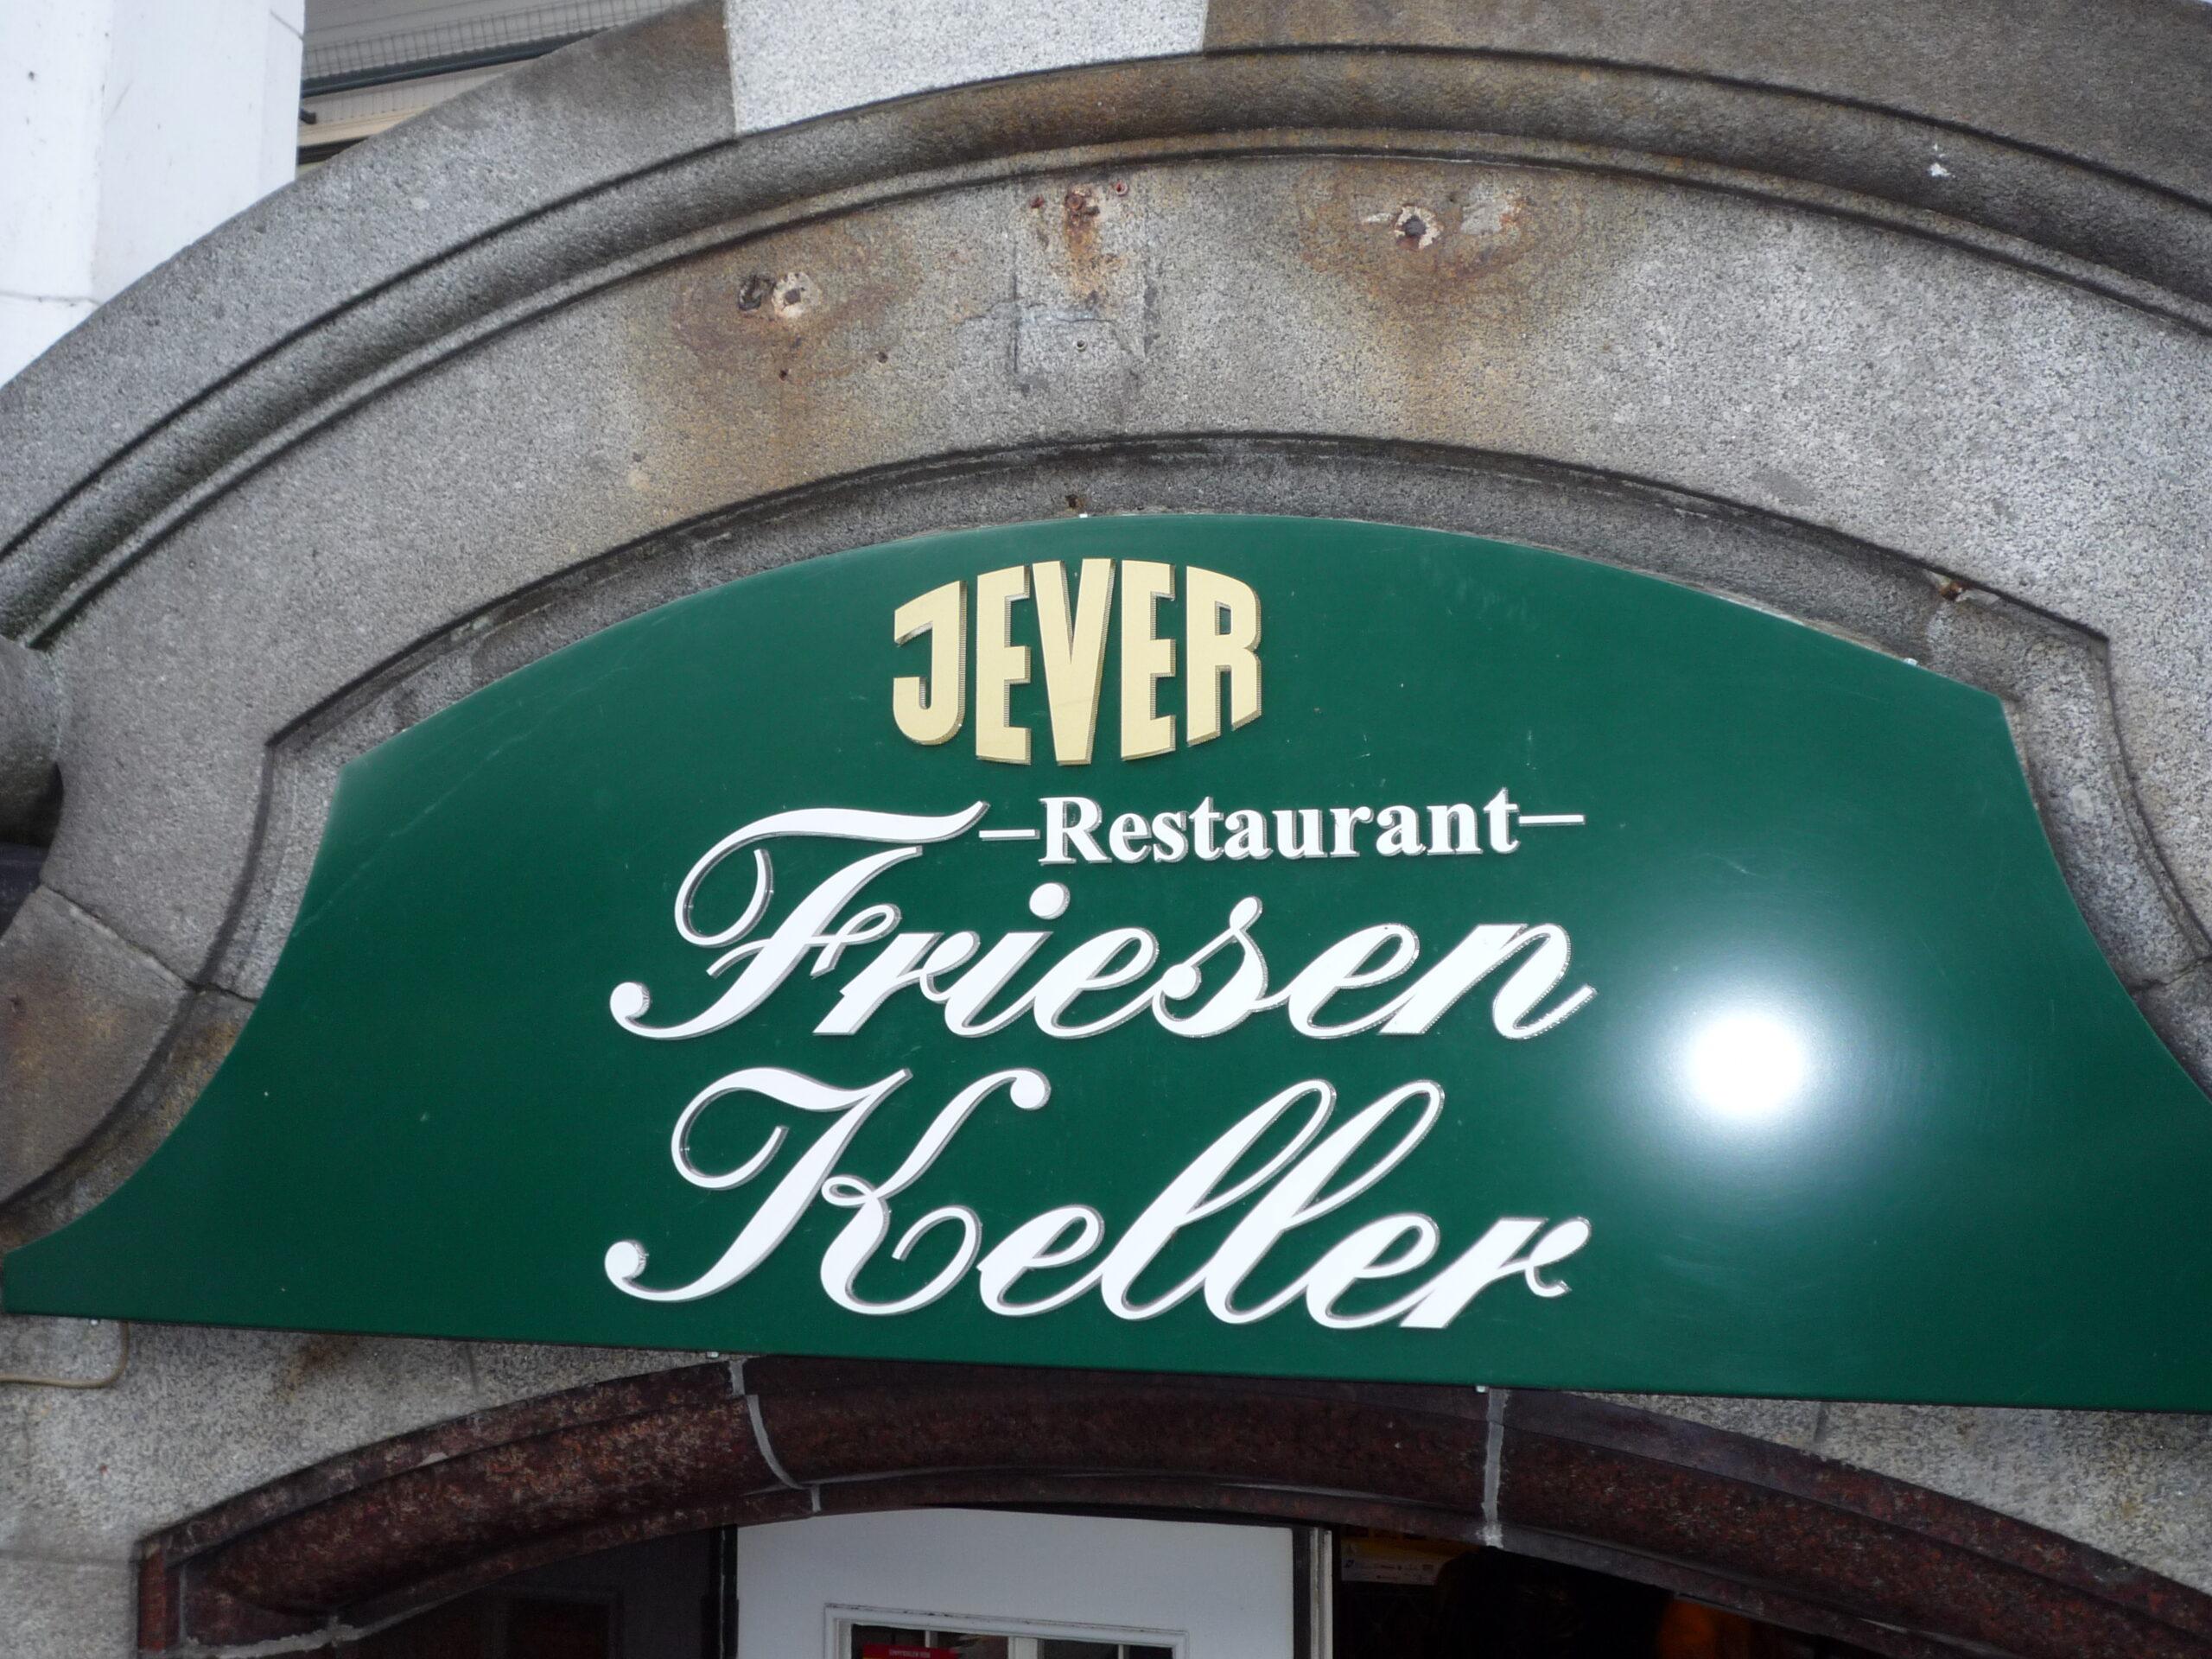 JEVER
–Restaurant–
Friesen
Keller